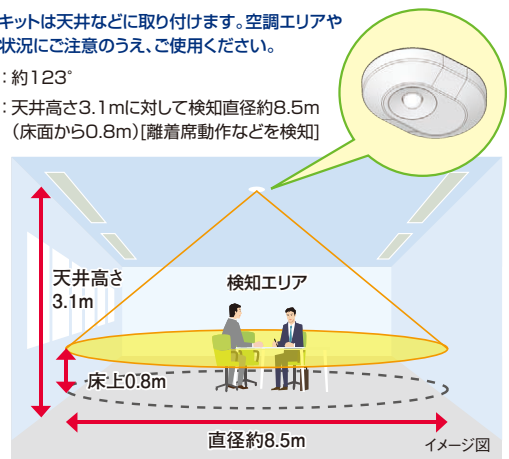 キットは天井などに取り付けます。空調エリアや
状況にご注意のうえ、ご使用ください。
：約123°
：天井高さ3.1mに対して検知直径約8.5m
（床面から0.8m）[離着席動作などを検知]
天井高さ
3.1m
検知エリア
床上0.8m
直径約8.5m
イメージ図